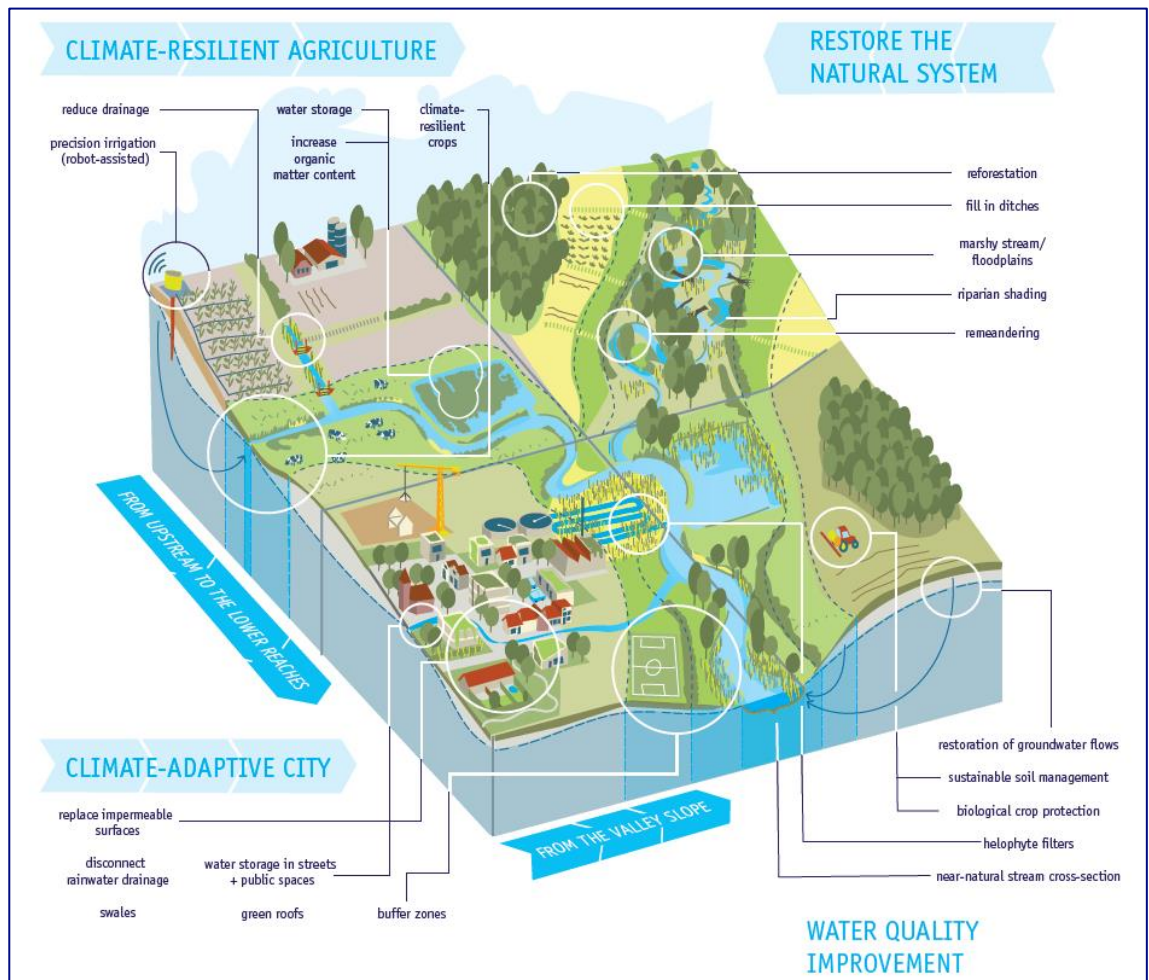 CLIMATE-RESILIENT AGRICULTURE
RESTORE THE
NATURAL SYSTEM
reduce drainage
precision irrigation
(robot-assisted)
water storage
increase
organic
matter content
climate-
resilient
crops
reforestation
fill in ditches
marshy stream/
floodplains
riparian shading
remeandering
FROM UPSTREAM TO THE LOWER REACHES
FROM THE VALLEY SLOPE
CLIMATE-ADAPTIVE CITY
replace impermeable
surfaces
disconnect
rainwater drainage
swales
water storage in streets
+ public spaces
green roofs
buffer zones
restoration of groundwater flows
sustainable soil management
biological crop protection
helophyte filters
near-natural stream cross-section
WATER QUALITY
IMPROVEMENT